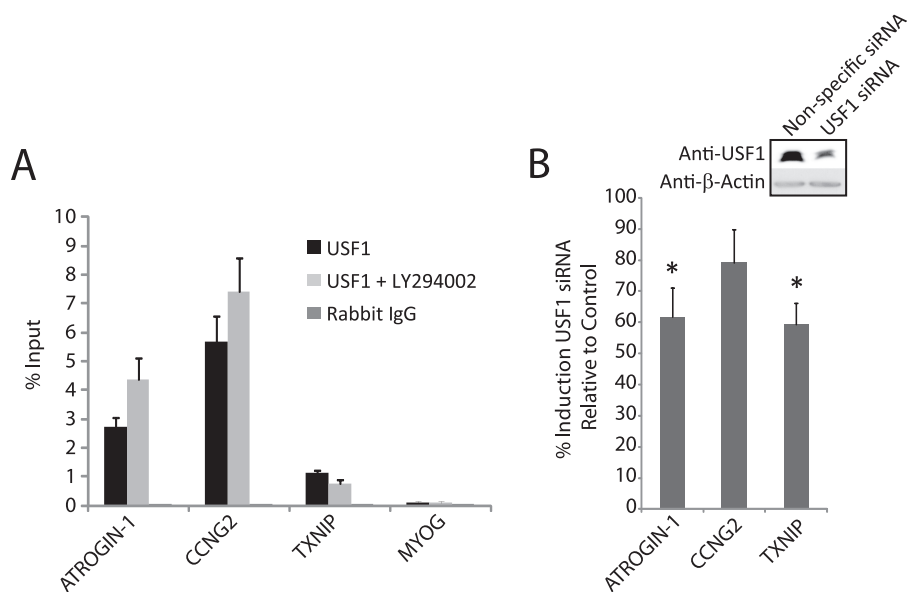 A
% Input
10
9
8
7
6
5
4
3
2
1
0
USF1
USF1 + LY294002
Rabbit IgG
ATROGIN-1
CCNG2
TXNIP
MYOG
B
Non-specific siRNA
USF1 siRNA
Anti-USF1
Anti-β-Actin
% Induction USF1 siRNA
Relative to Control
100
90
80
70
60
50
40
30
20
10
0
*
*
ATROGIN-1
CCNG2
TXNIP